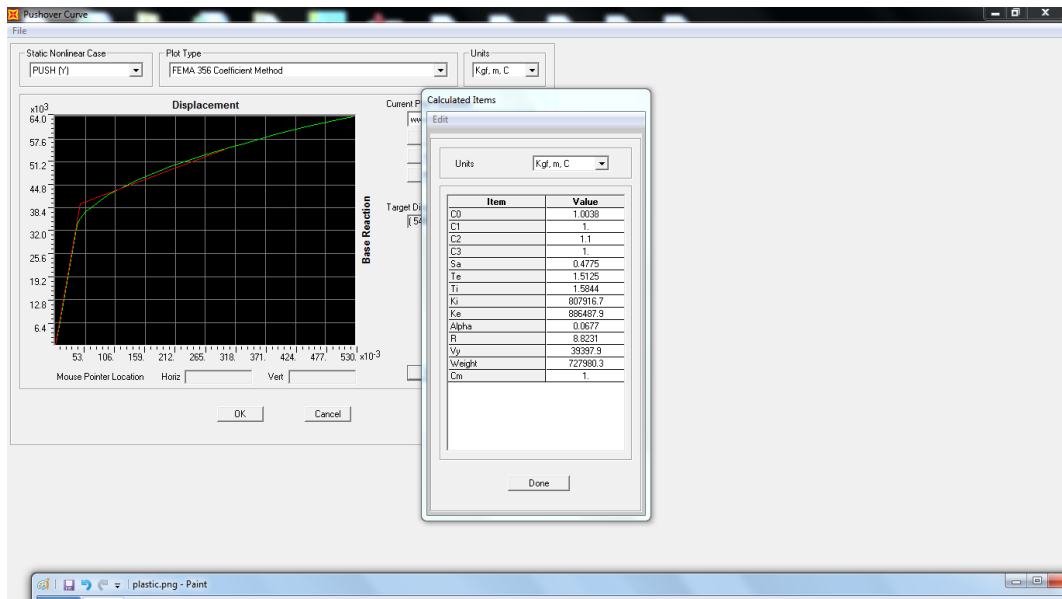 Pushover Curve
File
Static Nonlinear Case
PUSH (Y)
Plot Type
FEMA 356 Coefficient Method
Units
Kgf, m, C
x10³
Displacement
64.0
57.6
51.2
44.8
38.4
32.0
25.6
19.2
12.8
6.4
53. 106. 159. 212. 265. 318. 371. 424. 477. 530. x10⁻³
Base Reaction
Mouse Pointer Location Horiz Vert
OK Cancel
Current P
Target Di
( 54
Calculated Items
Edit
Units Kgf, m, C
Item Value
C0 1.0038
C1 1.
C2 1.1
C3 1.
Sa 0.4775
Te 1.5125
Ti 1.5844
Ki 807916.7
Ke 886487.9
Alpha 0.0677
R 8.8231
Vy 39397.9
Weight 727980.3
Cm 1.
Done
plastic.png - Paint